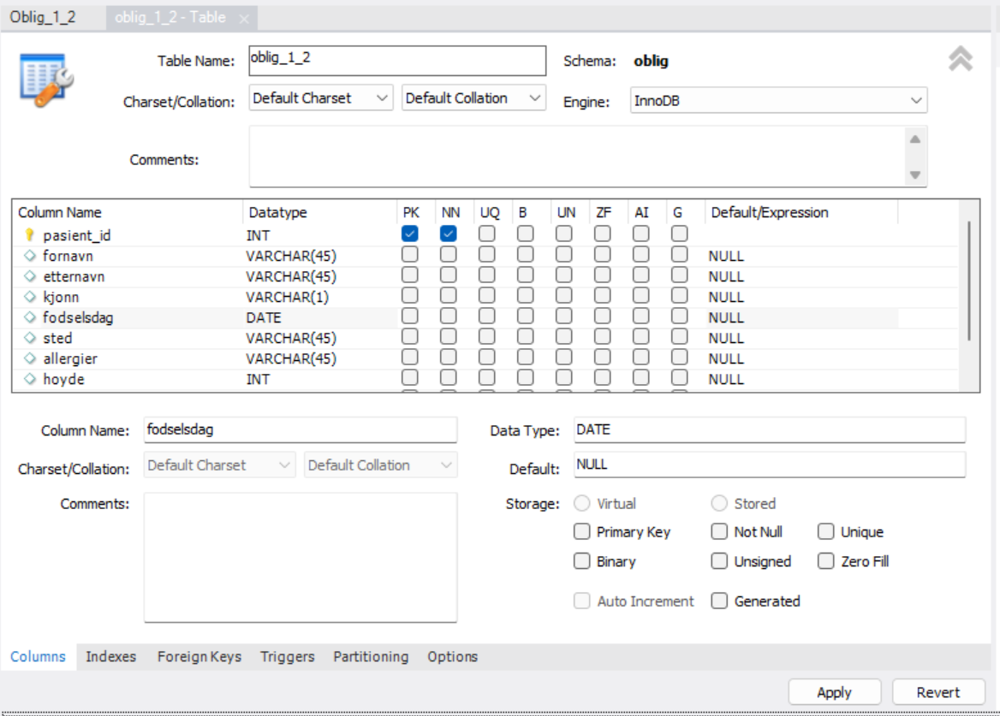 Oblig_1_2 oblig_1_2 - Table ×
Table Name: oblig_1_2 Schema: oblig
Charset/Collation: Default Charset Default Collation Engine: InnoDB
Comments:
Column Name Datatype PK NN UQ B UN ZF AI G Default/Expression
pasient_id INT
fornavn VARCHAR(45) NULL
etternavn VARCHAR(45) NULL
kjonn VARCHAR(1) NULL
fodselsdag DATE NULL
sted VARCHAR(45) NULL
allergier VARCHAR(45) NULL
hoyde INT NULL
Column Name: fodselsdag Data Type: DATE
Charset/Collation: Default Charset Default Collation Default: NULL
Comments: Storage: Virtual Stored
Primary Key Not Null Unique
Binary Unsigned Zero Fill
Auto Increment Generated
Columns Indexes Foreign Keys Triggers Partitioning Options
Apply Revert